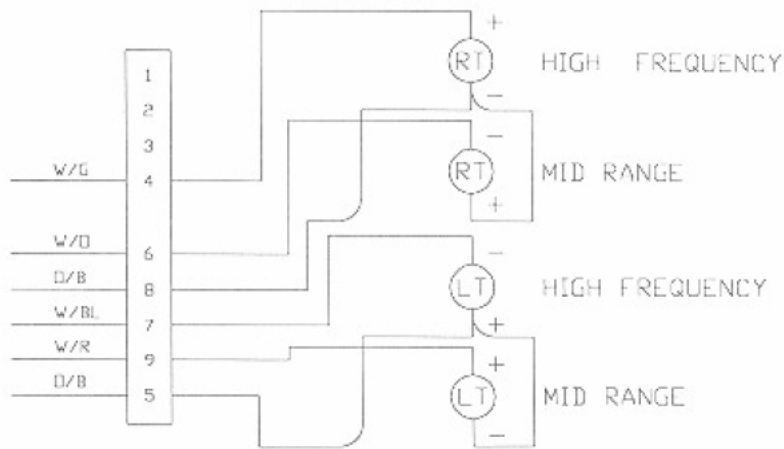 +
1
RT HIGH FREQUENCY
2
-
-
3
W/G 4
RT MID RANGE
+
W/O 6
-
O/B 8
LT HIGH FREQUENCY
W/BL 7
+
W/R 9
+
O/B 5
LT MID RANGE
-